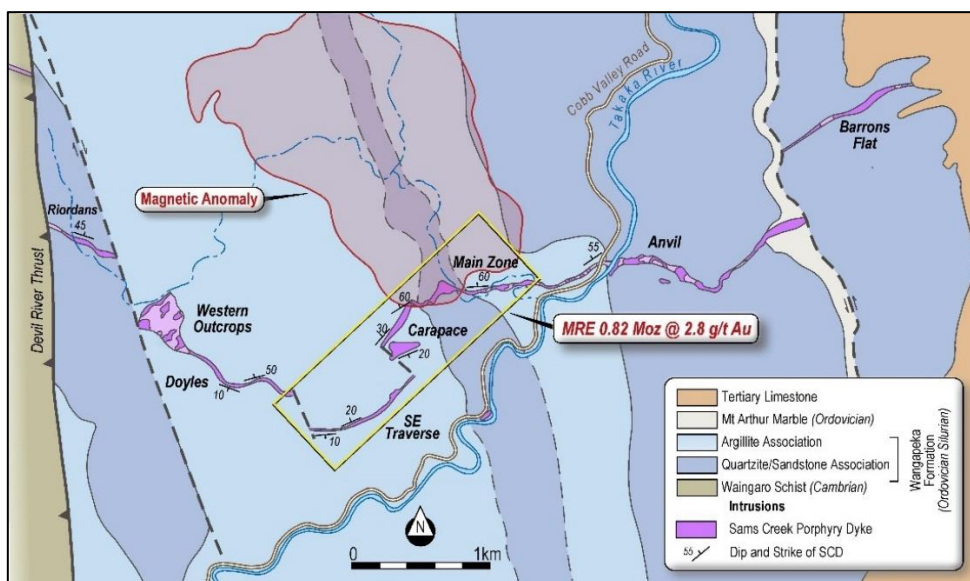 Cobb Valley Road
Takaka River
Barrons
Flat
Magnetic Anomaly
Riordans
45
Devil River Thrust
Main Zone
60
55
Anvil
Western
Outcrops
60
Carapace
30
20
MRE 0.82 Moz @ 2.8 g/t Au
Doyles
10
50
SE
Traverse
20
10
N
0
1km
Tertiary Limestone
Mt Arthur Marble (Ordovician)
Argillite Association
Quartzite/Sandstone Association
Waingaro Schist (Cambrian)
Wangapeka
Formation
(Ordovician Silurian)
Intrusions
Sams Creek Porphyry Dyke
55
Dip and Strike of SCD